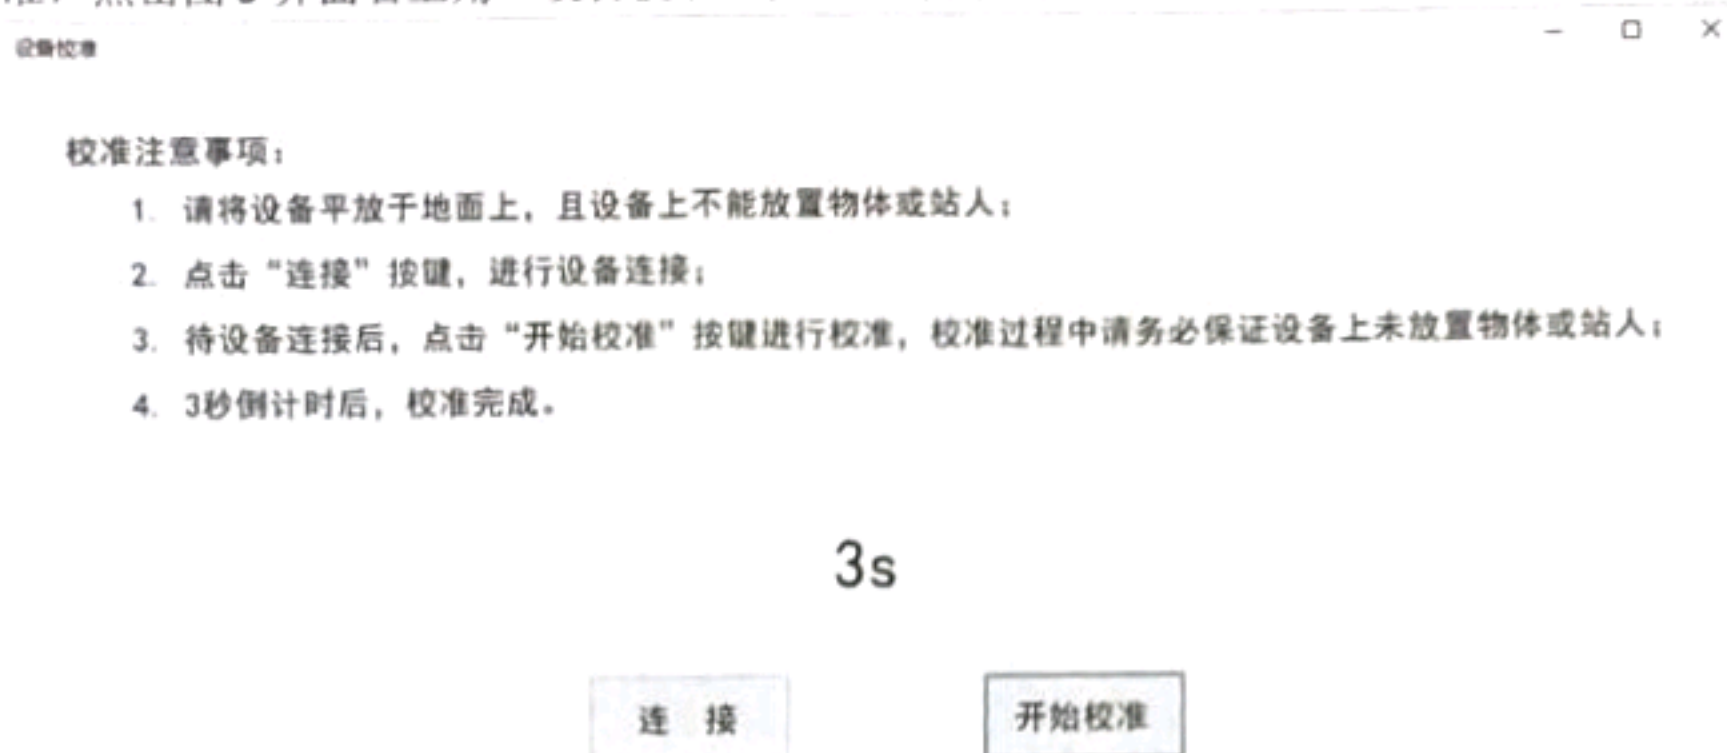 设备校准
校准注意事项：
1. 请将设备平放于地面上，且设备上不能放置物体或站人；
2. 点击“连接”按键，进行设备连接；
3. 待设备连接后，点击“开始校准”按键进行校准，校准过程中请务必保证设备上未放置物体或站人；
4. 3秒倒计时后，校准完成。
3s
连 接 开始校准